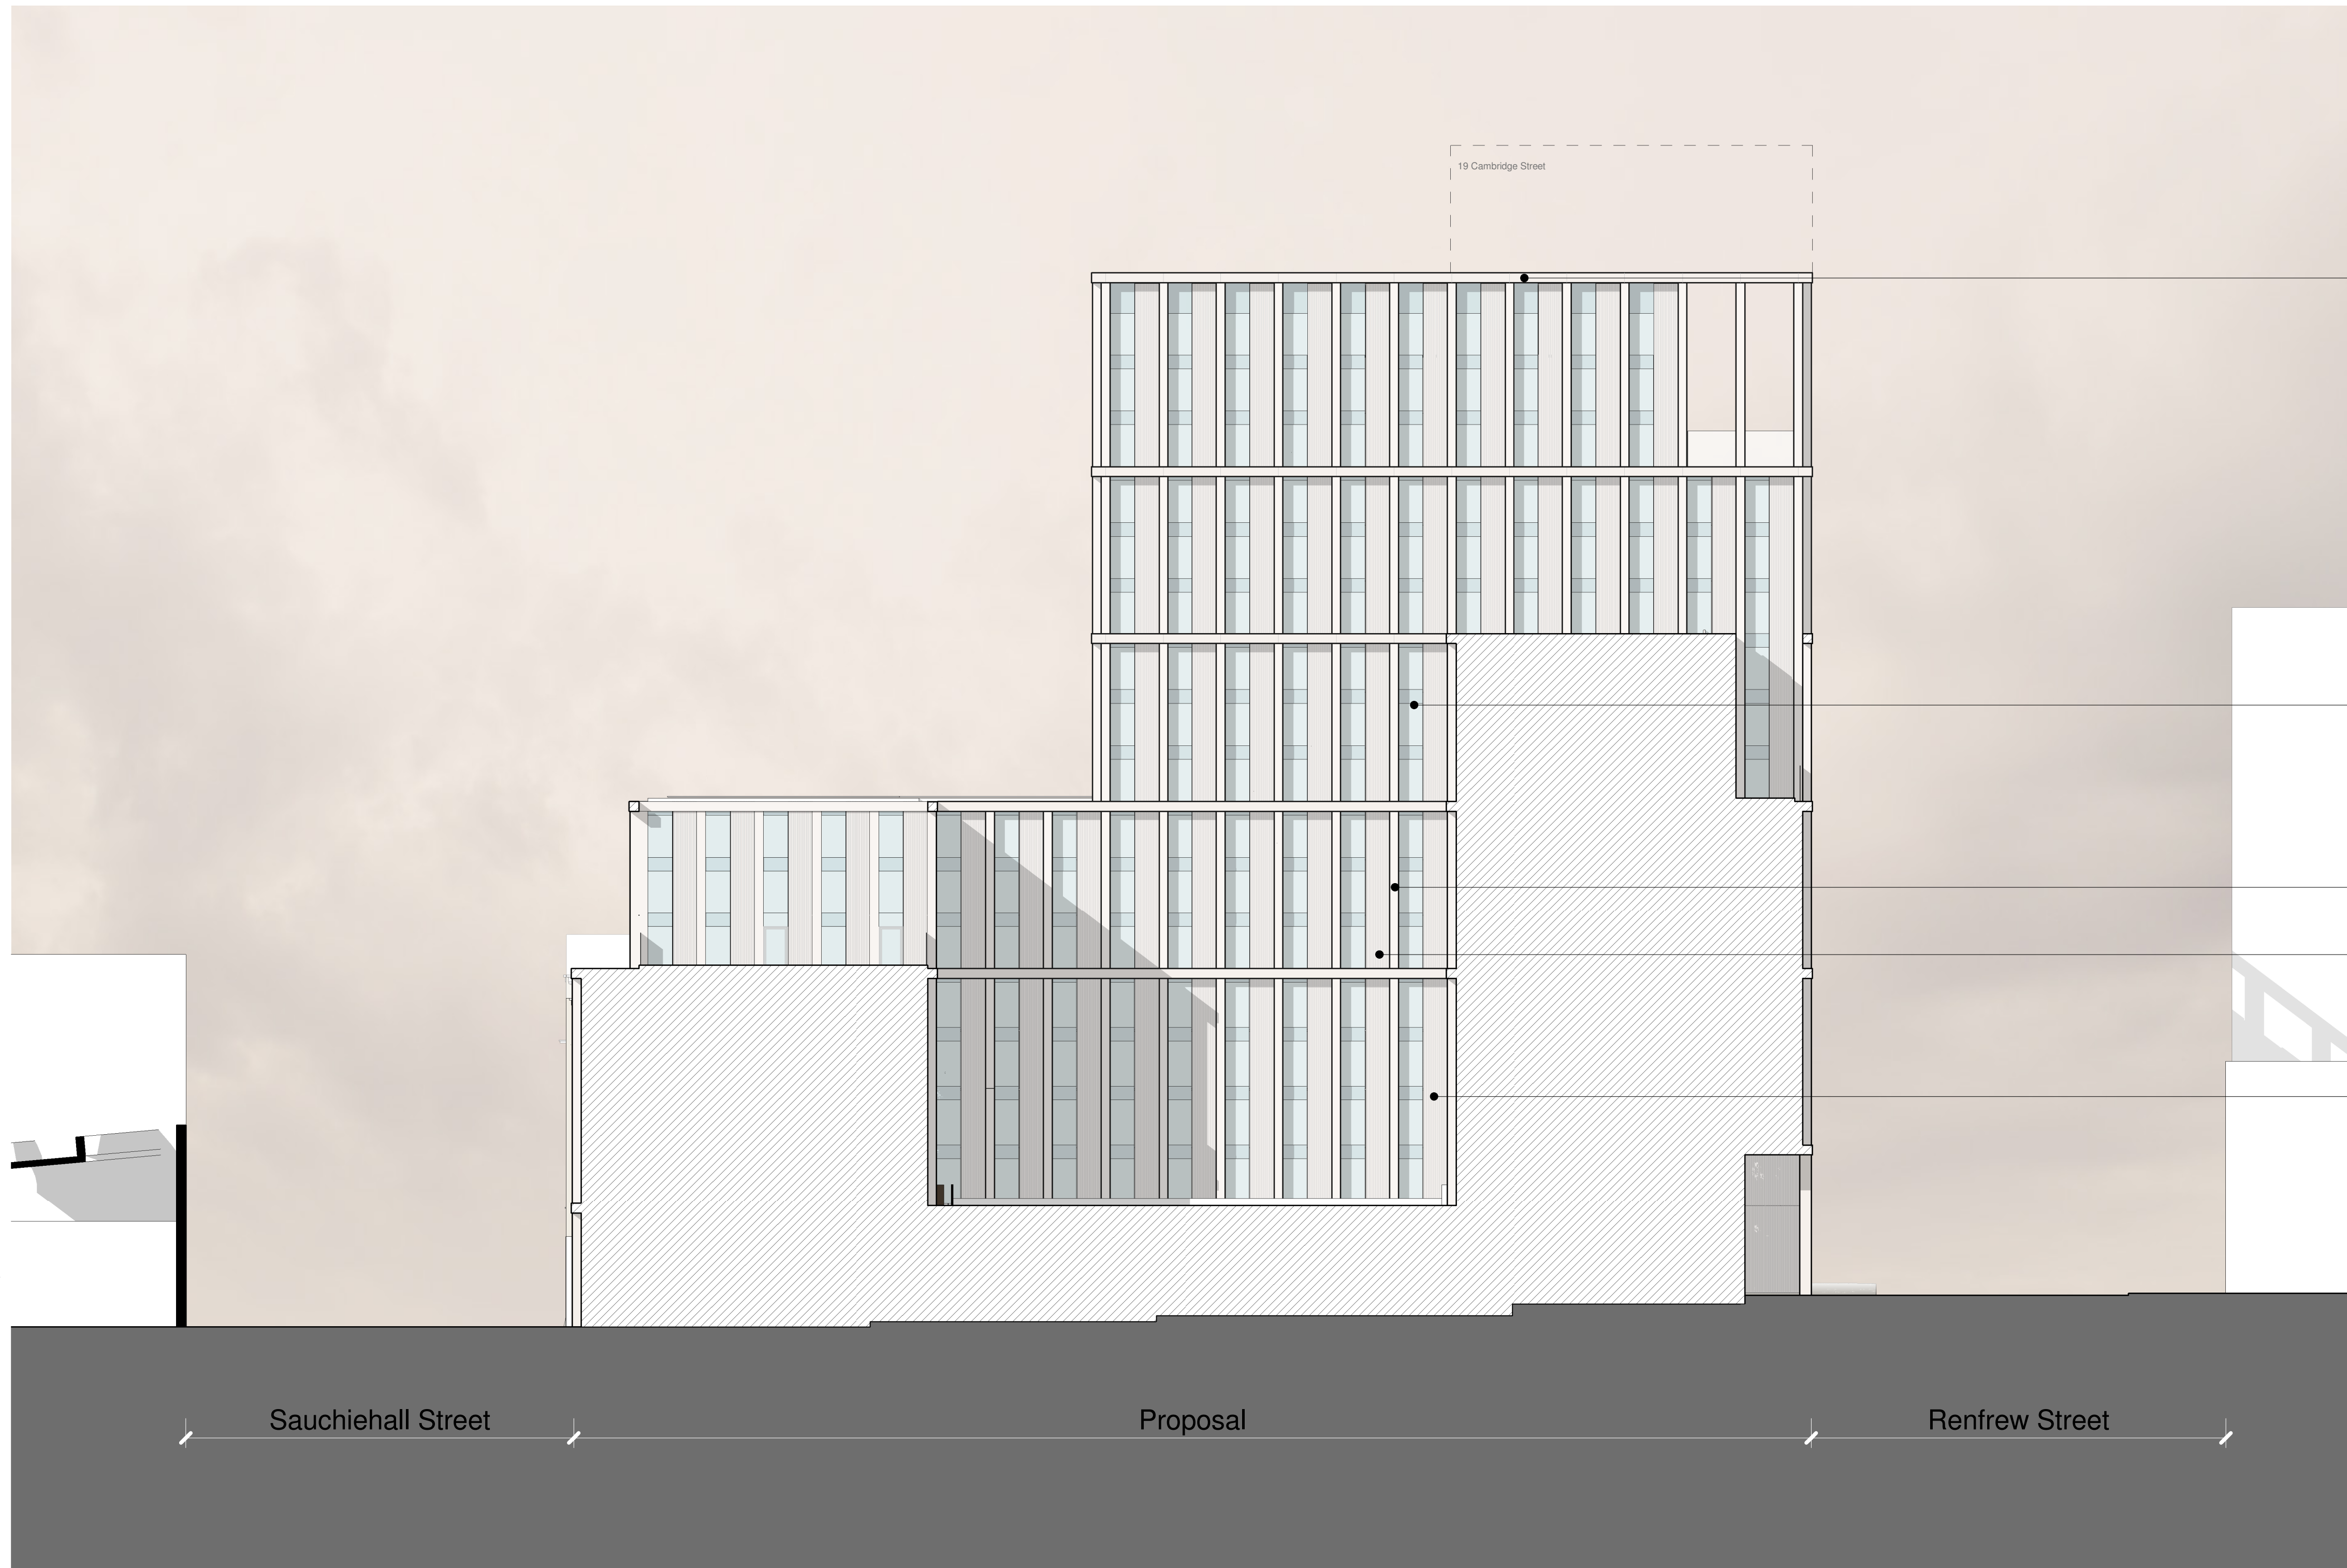 19 Cambridge Street
Sauchiehall Street
Proposal
Renfrew Street